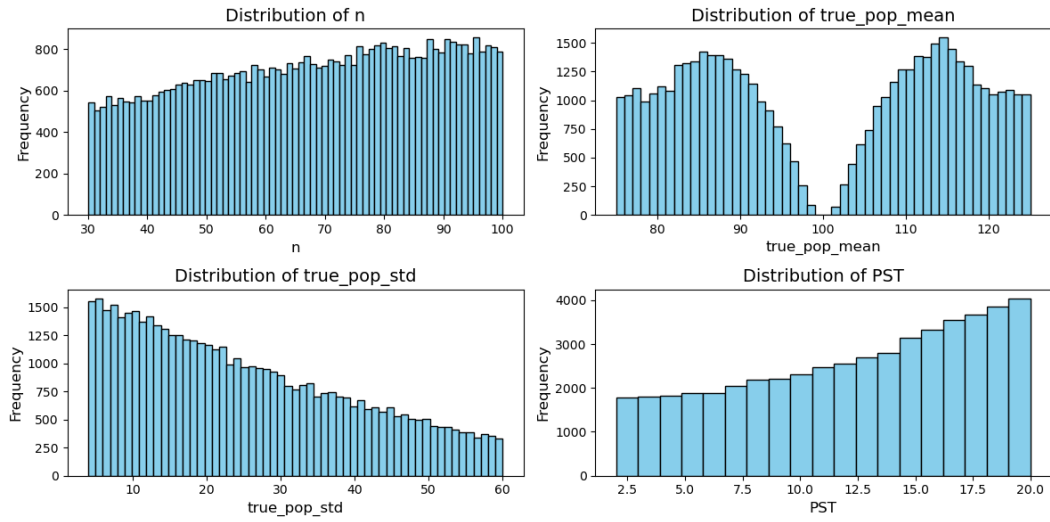 Distribution of n
Frequency
800
600
400
200
0
30 40 50 60 70 80 90 100
n
Distribution of true_pop_mean
Frequency
1500
1250
1000
750
500
250
0
80 90 100 110 120
true_pop_mean
Distribution of true_pop_std
Frequency
1500
1250
1000
750
500
250
0
10 20 30 40 50 60
true_pop_std
Distribution of PST
Frequency
4000
3000
2000
1000
0
2.5 5.0 7.5 10.0 12.5 15.0 17.5 20.0
PST